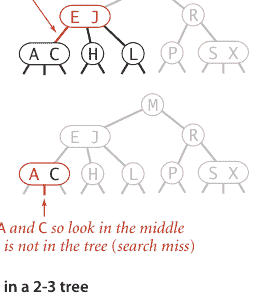 E J R
A C H L P S X
M
E J R
A C H L P S X
A and C so look in the middle
is not in the tree (search miss)
in a 2-3 tree